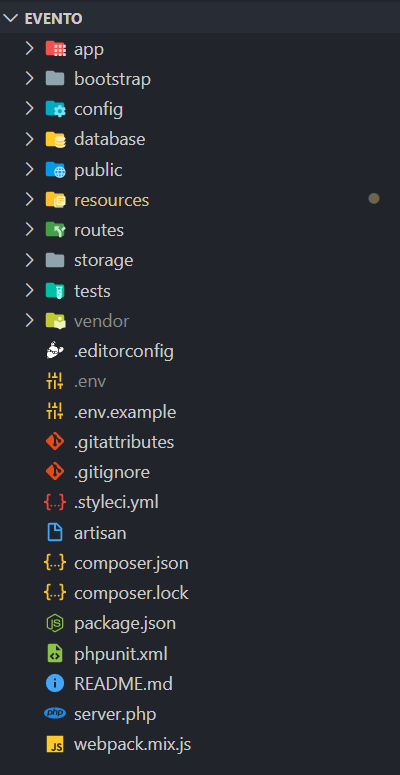 EVENTO
app
bootstrap
config
database
public
resources
routes
storage
tests
vendor
.editorconfig
.env
.env.example
.gitattributes
.gitignore
.styleci.yml
artisan
composer.json
composer.lock
package.json
phpunit.xml
README.md
server.php
webpack.mix.js